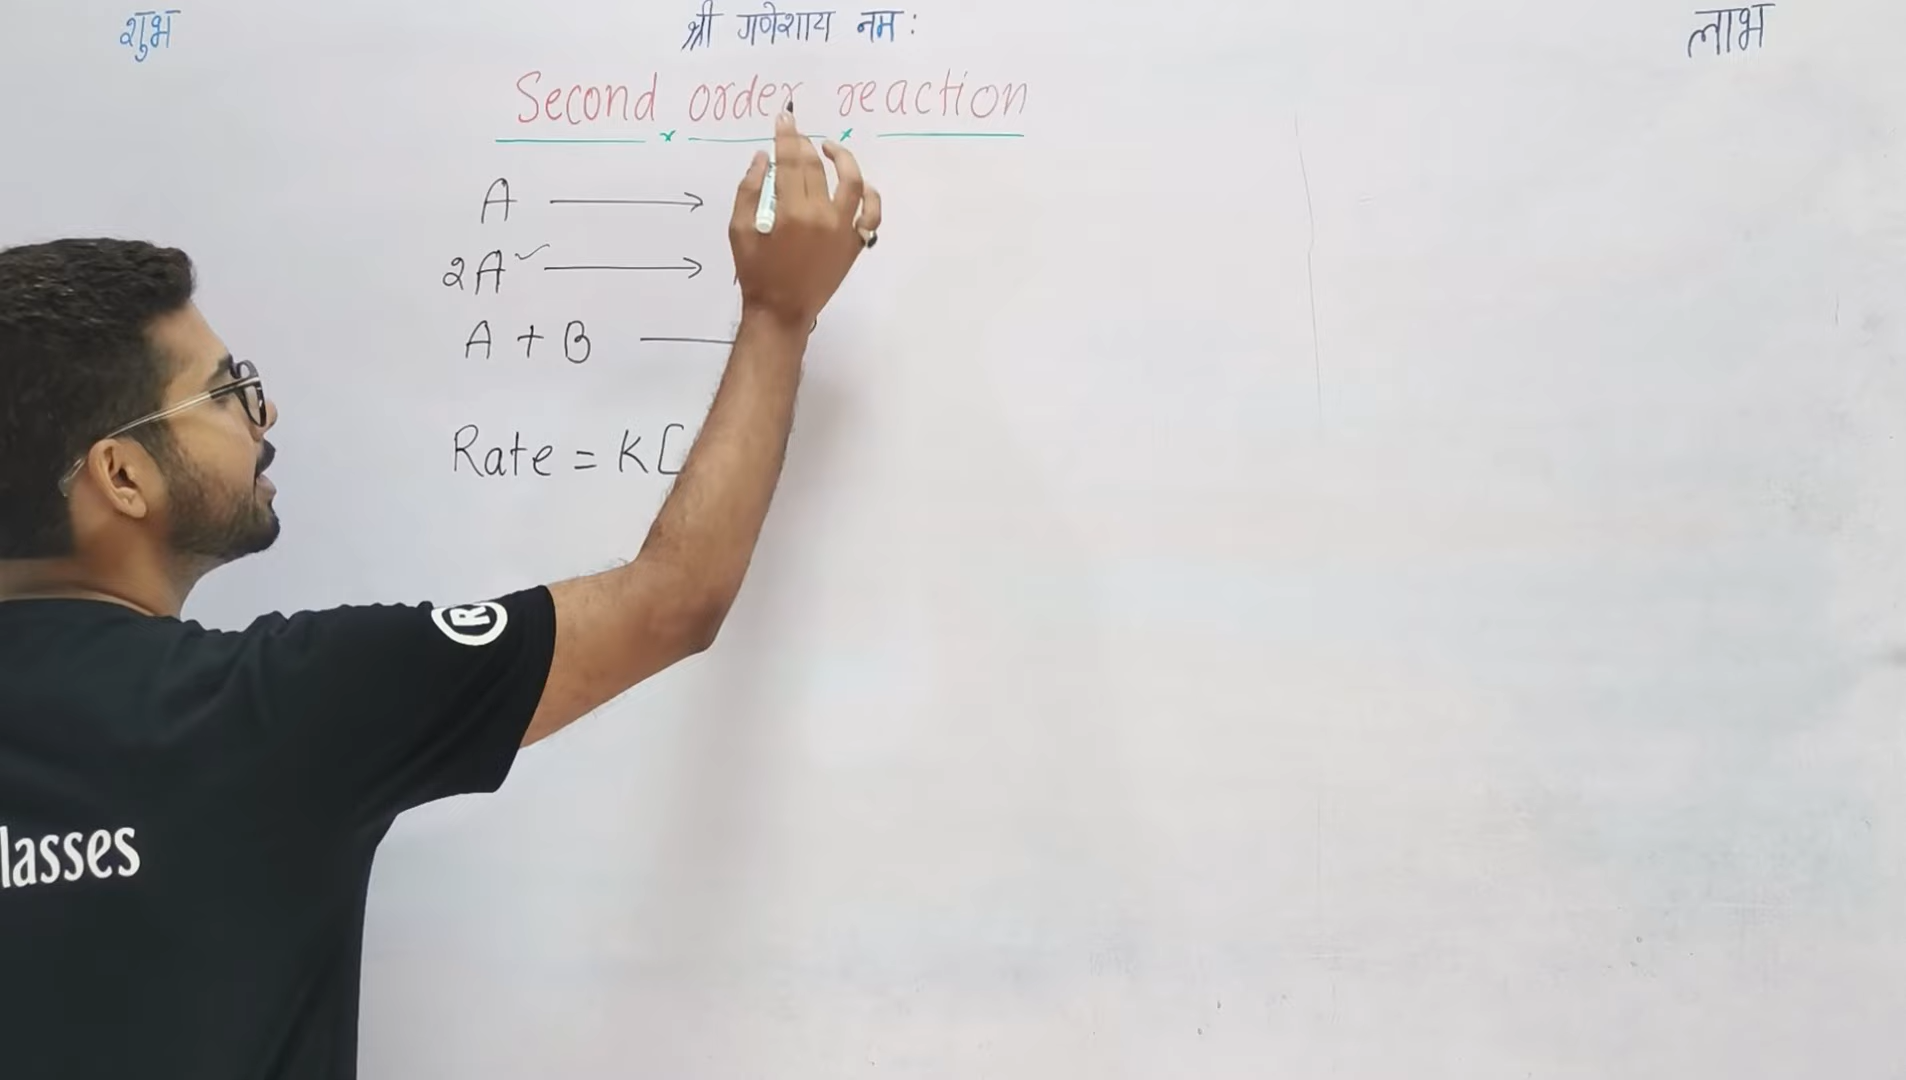 शुभ श्री गणेशाय नम: लाभ
Second order reaction
A ⟶
2A ⟶
A + B —
Rate = K[
R
lasses